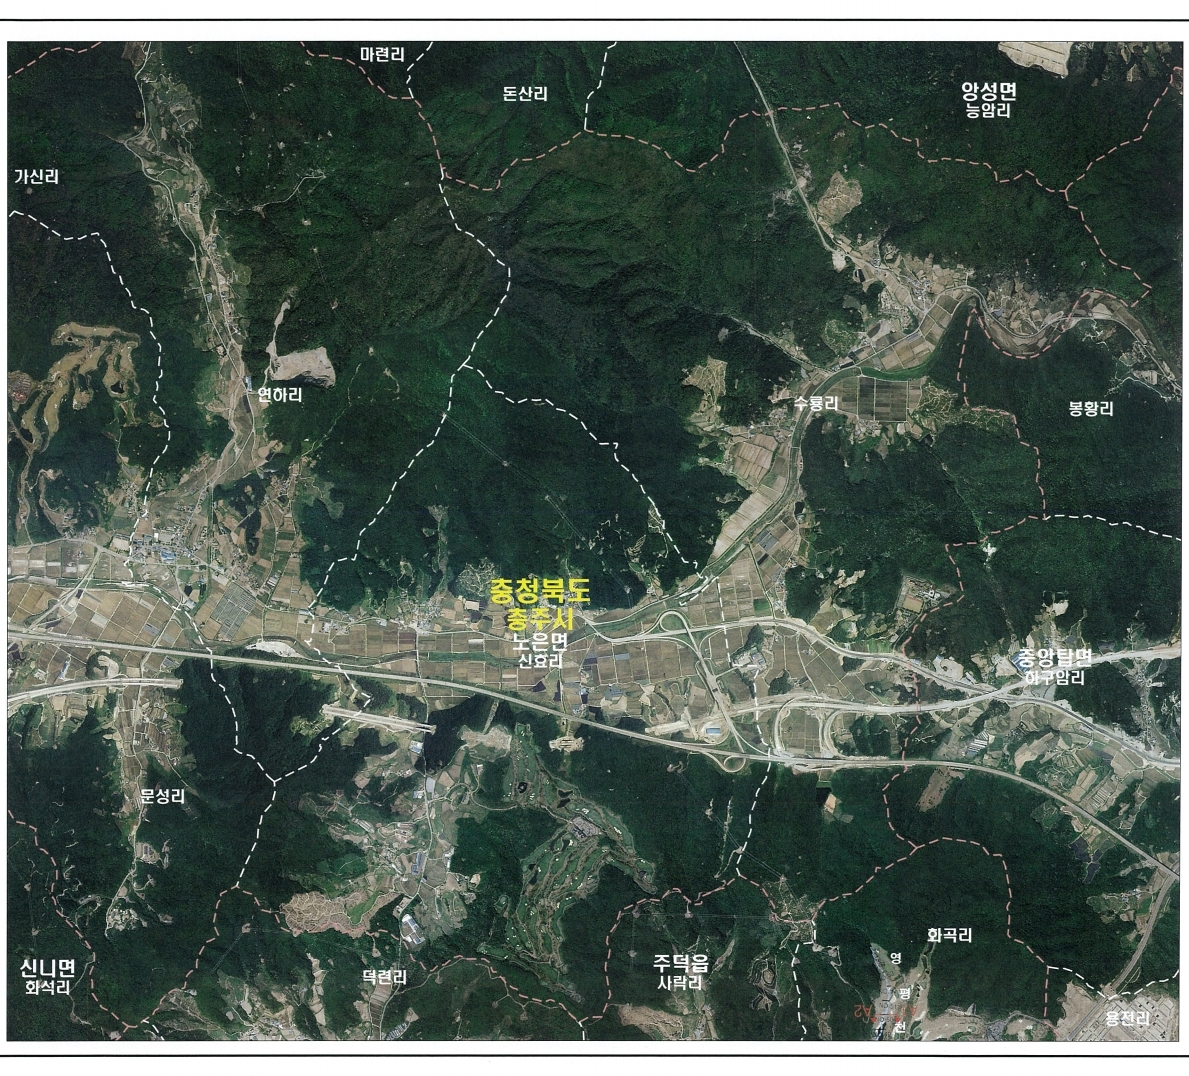 마련리
돈산리
앙성면
능암리
가신리
연하리
수룡리
봉황리
충청북도
충주시
노은면
신효리
중앙탑면
하구암리
문성리
화곡리
영
평
천
신니면
화석리
덕련리
주덕읍
사락리
용전리